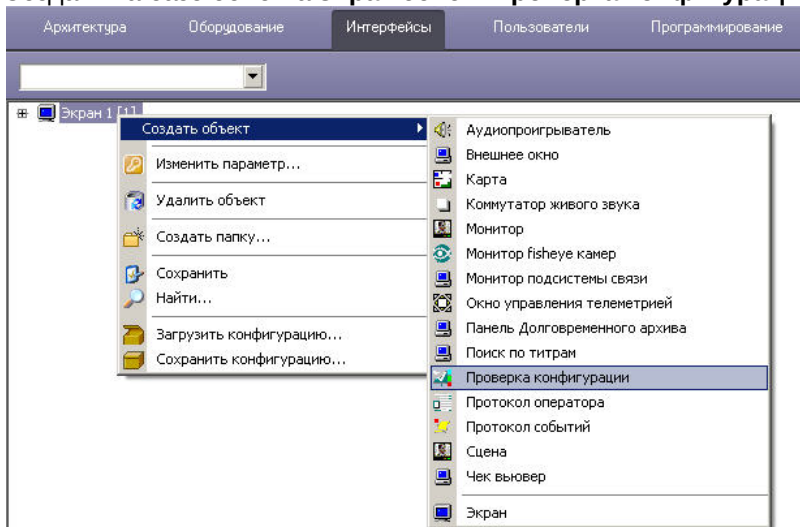 Архитектура Оборудование Интерфейсы Пользователи Программирование
Экран 1 [1]
Создать объект
Изменить параметр...
Удалить объект
Создать папку...
Сохранить
Найти...
Загрузить конфигурацию...
Сохранить конфигурацию...
Аудиопроигрыватель
Внешнее окно
Карта
Коммутатор живого звука
Монитор
Монитор fisheye камер
Монитор подсистемы связи
Окно управления телеметрией
Панель Долговременного архива
Поиск по титрам
Проверка конфигурации
Протокол оператора
Протокол событий
Сцена
Чек вьювер
Экран